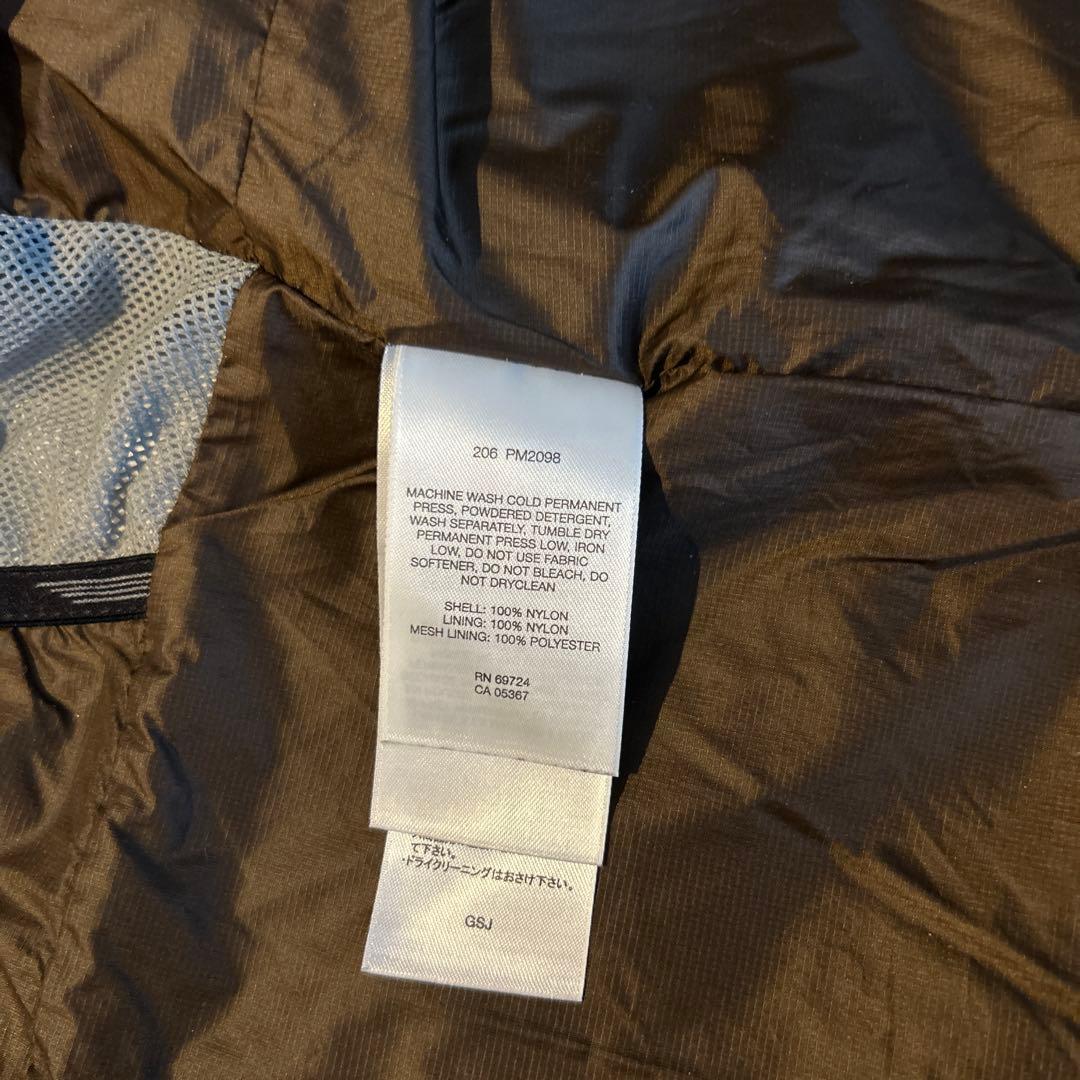 206 PM2098
MACHINE WASH COLD PERMANENT
PRESS, POWDERED DETERGENT,
WASH SEPARATELY, TUMBLE DRY
PERMANENT PRESS LOW, IRON
LOW, DO NOT USE FABRIC
SOFTENER, DO NOT BLEACH, DO
NOT DRYCLEAN
SHELL: 100% NYLON
LINING: 100% NYLON
MESH LINING: 100% POLYESTER
RN 69724
CA 05367
て下さい。
・ドライクリーニングはおさけ下さい。
GSJ